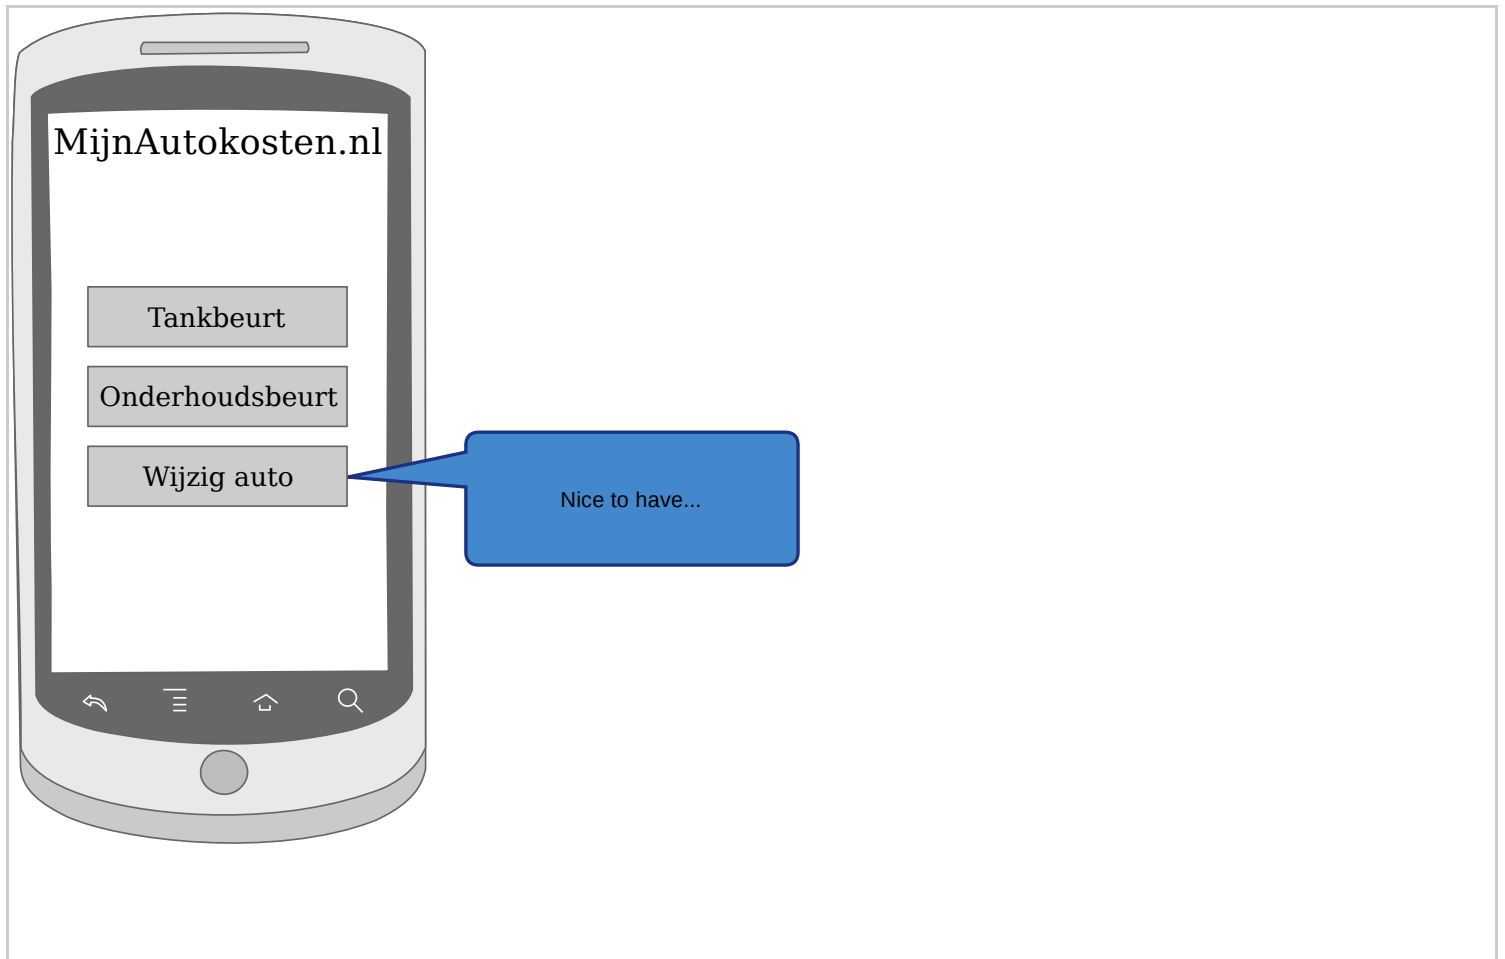 MijnAutokosten.nl
Tankbeurt
Onderhoudsbeurt
Wijzig auto
Nice to have...